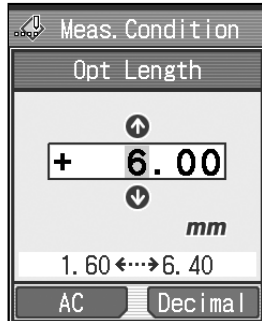 Meas.Condition
Opt Length
+ 6.00
mm
1.60<···>6.40
AC Decimal